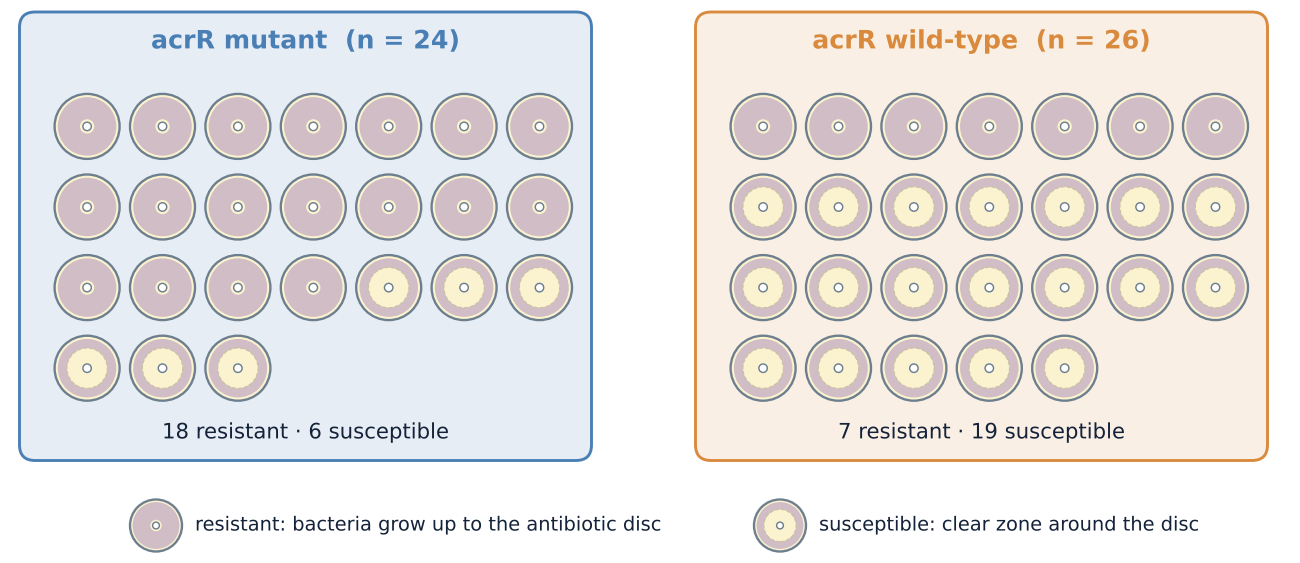 acrR mutant (n = 24)
18 resistant · 6 susceptible
acrR wild-type (n = 26)
7 resistant · 19 susceptible
resistant: bacteria grow up to the antibiotic disc
susceptible: clear zone around the disc